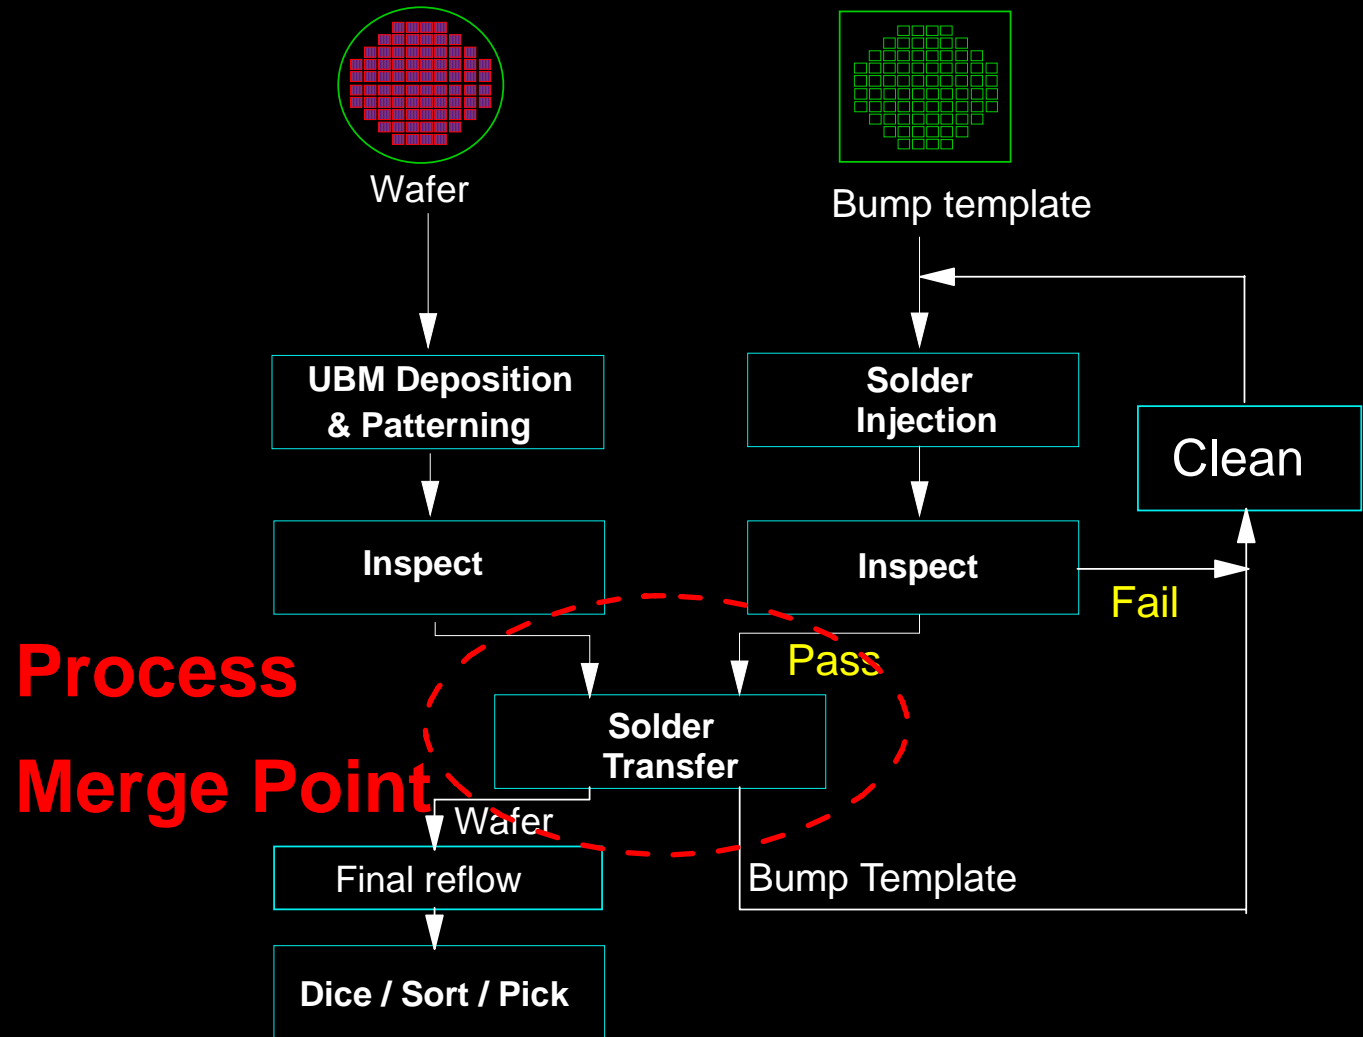 Wafer
Bump template
UBM Deposition
& Patterning
Solder
Injection
Clean
Inspect
Inspect
Fail
Process
Merge Point
Pass
Solder
Transfer
Wafer
Final reflow
Bump Template
Dice / Sort / Pick